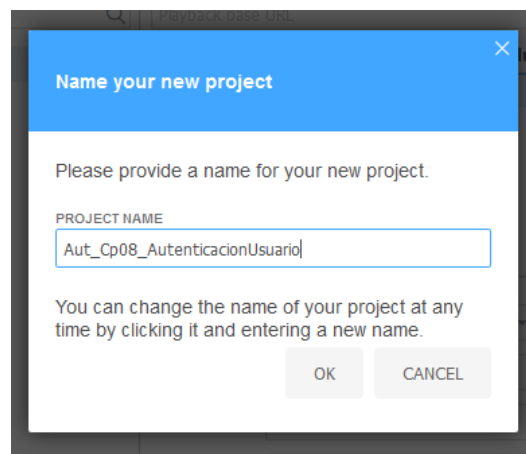 Playback base URL
Name your new project
Please provide a name for your new project.
PROJECT NAME
Aut_Cp08_AutenticacionUsuario
You can change the name of your project at any
time by clicking it and entering a new name.
OK
CANCEL